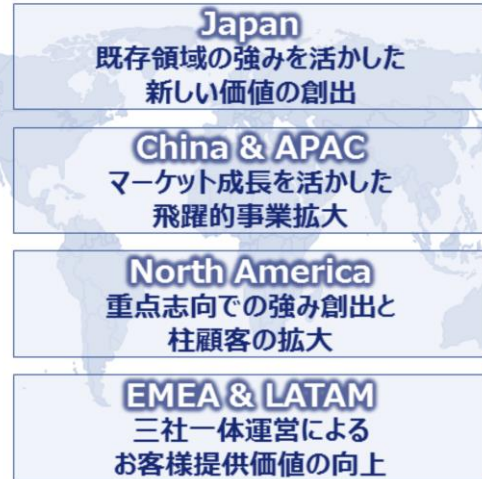 Japan
既存領域の強みを活かした
新しい価値の創出
China & APAC
マーケット成長を活かした
飛躍的事業拡大
North America
重点志向での強み創出と
柱顧客の拡大
EMEA & LATAM
三社一体運営による
お客様提供価値の向上